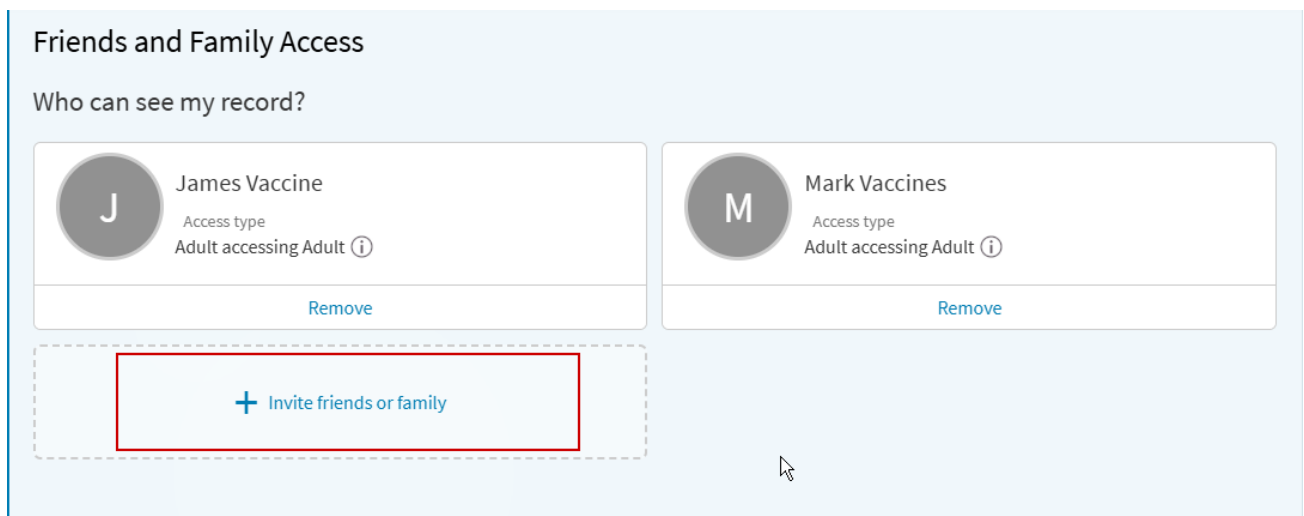 Friends and Family Access
Who can see my record?
J
James Vaccine
Access type
Adult accessing Adult
Remove
M
Mark Vaccines
Access type
Adult accessing Adult
Remove
+ Invite friends or family